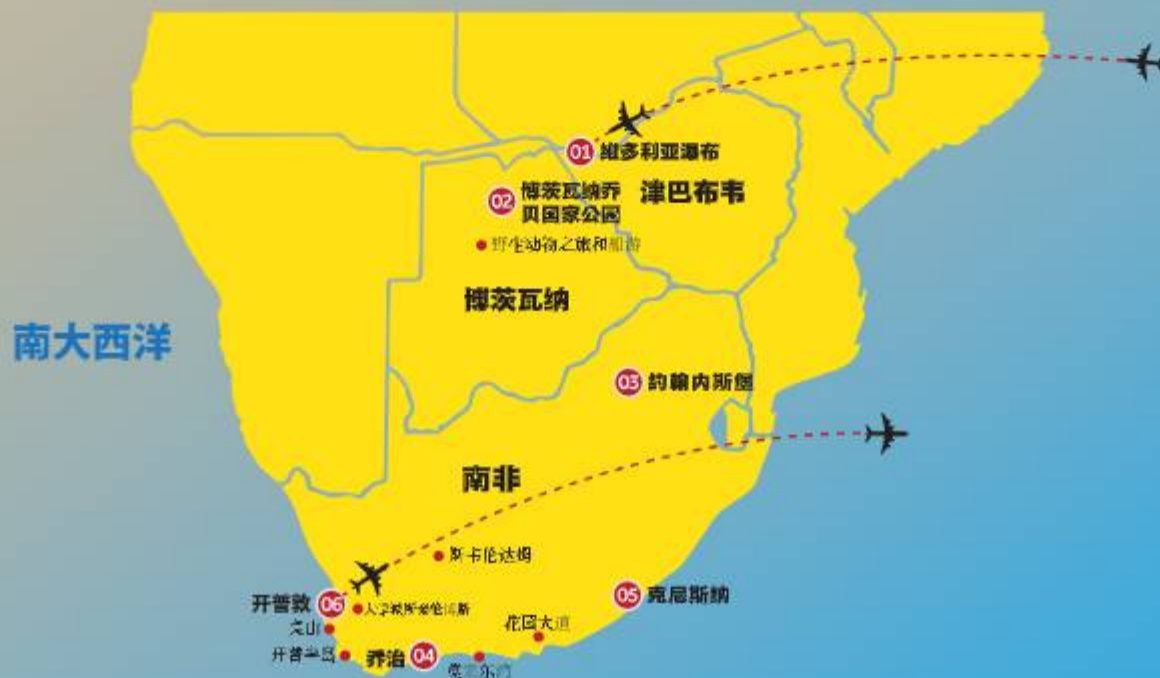 01 维多利亚瀑布
02 博茨瓦纳乔
贝国家公园
津巴布韦
野生动物之旅和船游
博茨瓦纳
南大西洋
03 约翰内斯堡
南非
斯卡伦达姆
05 克尼斯纳
开普敦 06
花园大道
开普半岛
乔治 04